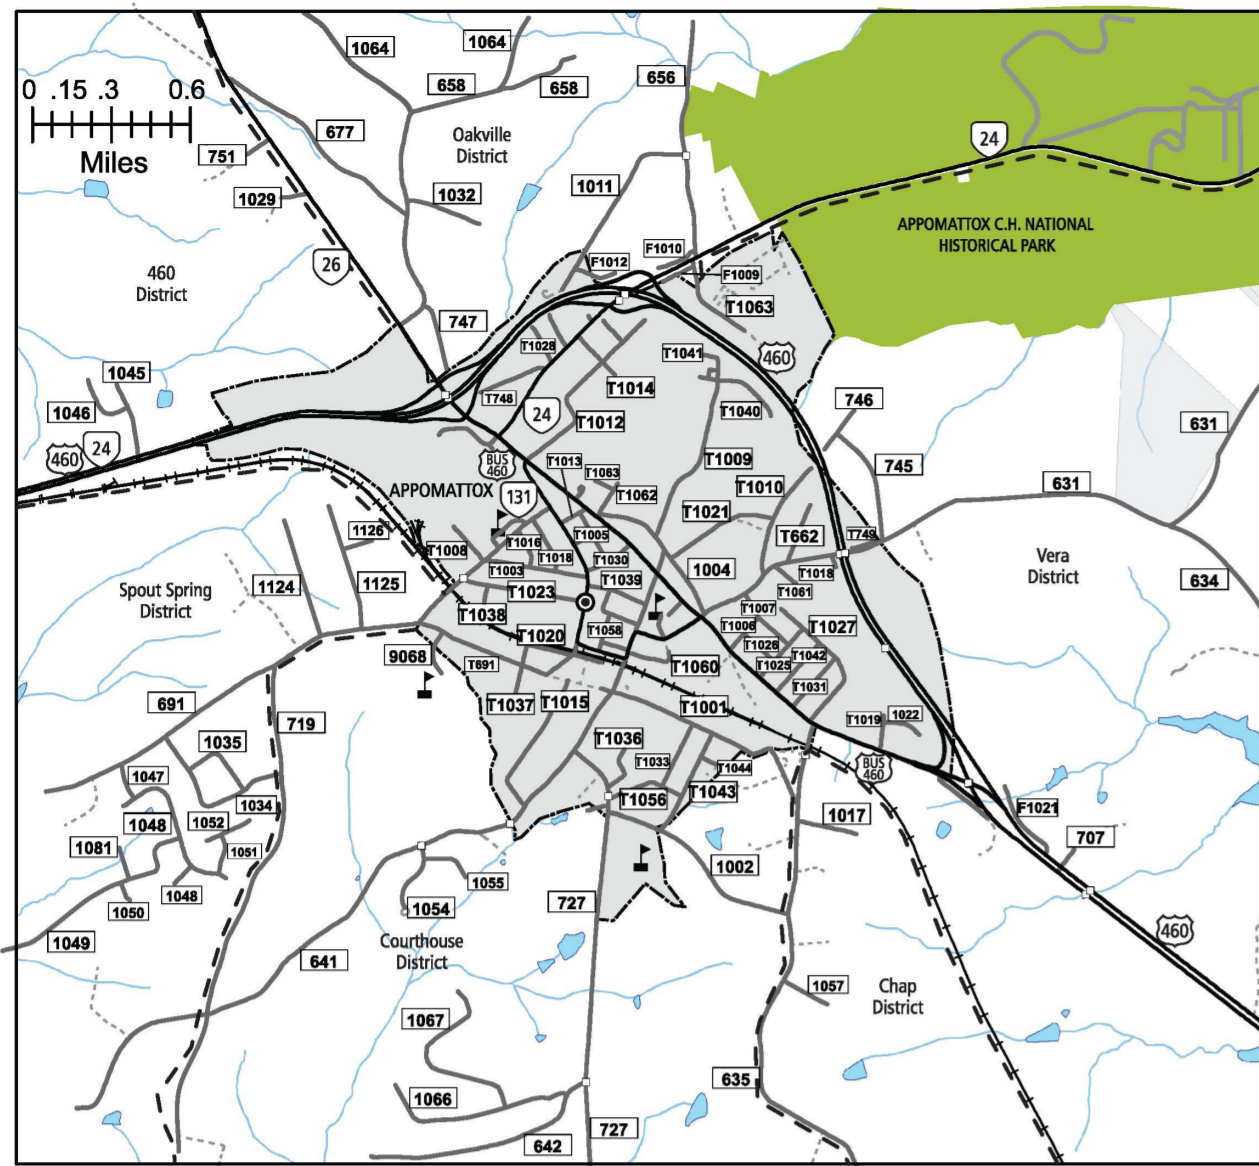 1064
1064
658
658
656
0 .15 .3 0.6
Miles
677
Oakville
District
24
751
1029
1032
1011
APPOMATTOX C.H. NATIONAL
HISTORICAL PARK
26
F1012
F1010
F1009
460
District
T1063
747
T1028
T1041
460
1045
T748
T1014
746
1046
24
T1040
T1012
631
460
24
BUS
460
T1013
T1063
T1009
745
APPOMATTOX
131
T1062
T1010
631
1126
T1016
T1005
T1021
T662
T749
T1008
T1018
T1030
Vera
District
Spout Spring
District
1124
1125
T1003
T1039
1004
T1018
634
T1023
T1061
T1038
T1007
T1020
T1058
T1006
T1027
9068
T691
T1026
T1042
T1060
T1025
T1031
691
719
T1037
T1015
T1001
T1019
1022
1035
T1036
T1033
T1044
BUS
460
1047
1034
T1056
T1043
F1021
1048
1052
1017
707
1081
1051
1002
1055
1050
1048
1054
727
460
1049
Courthouse
District
641
Chap
District
1057
1067
635
1066
727
642